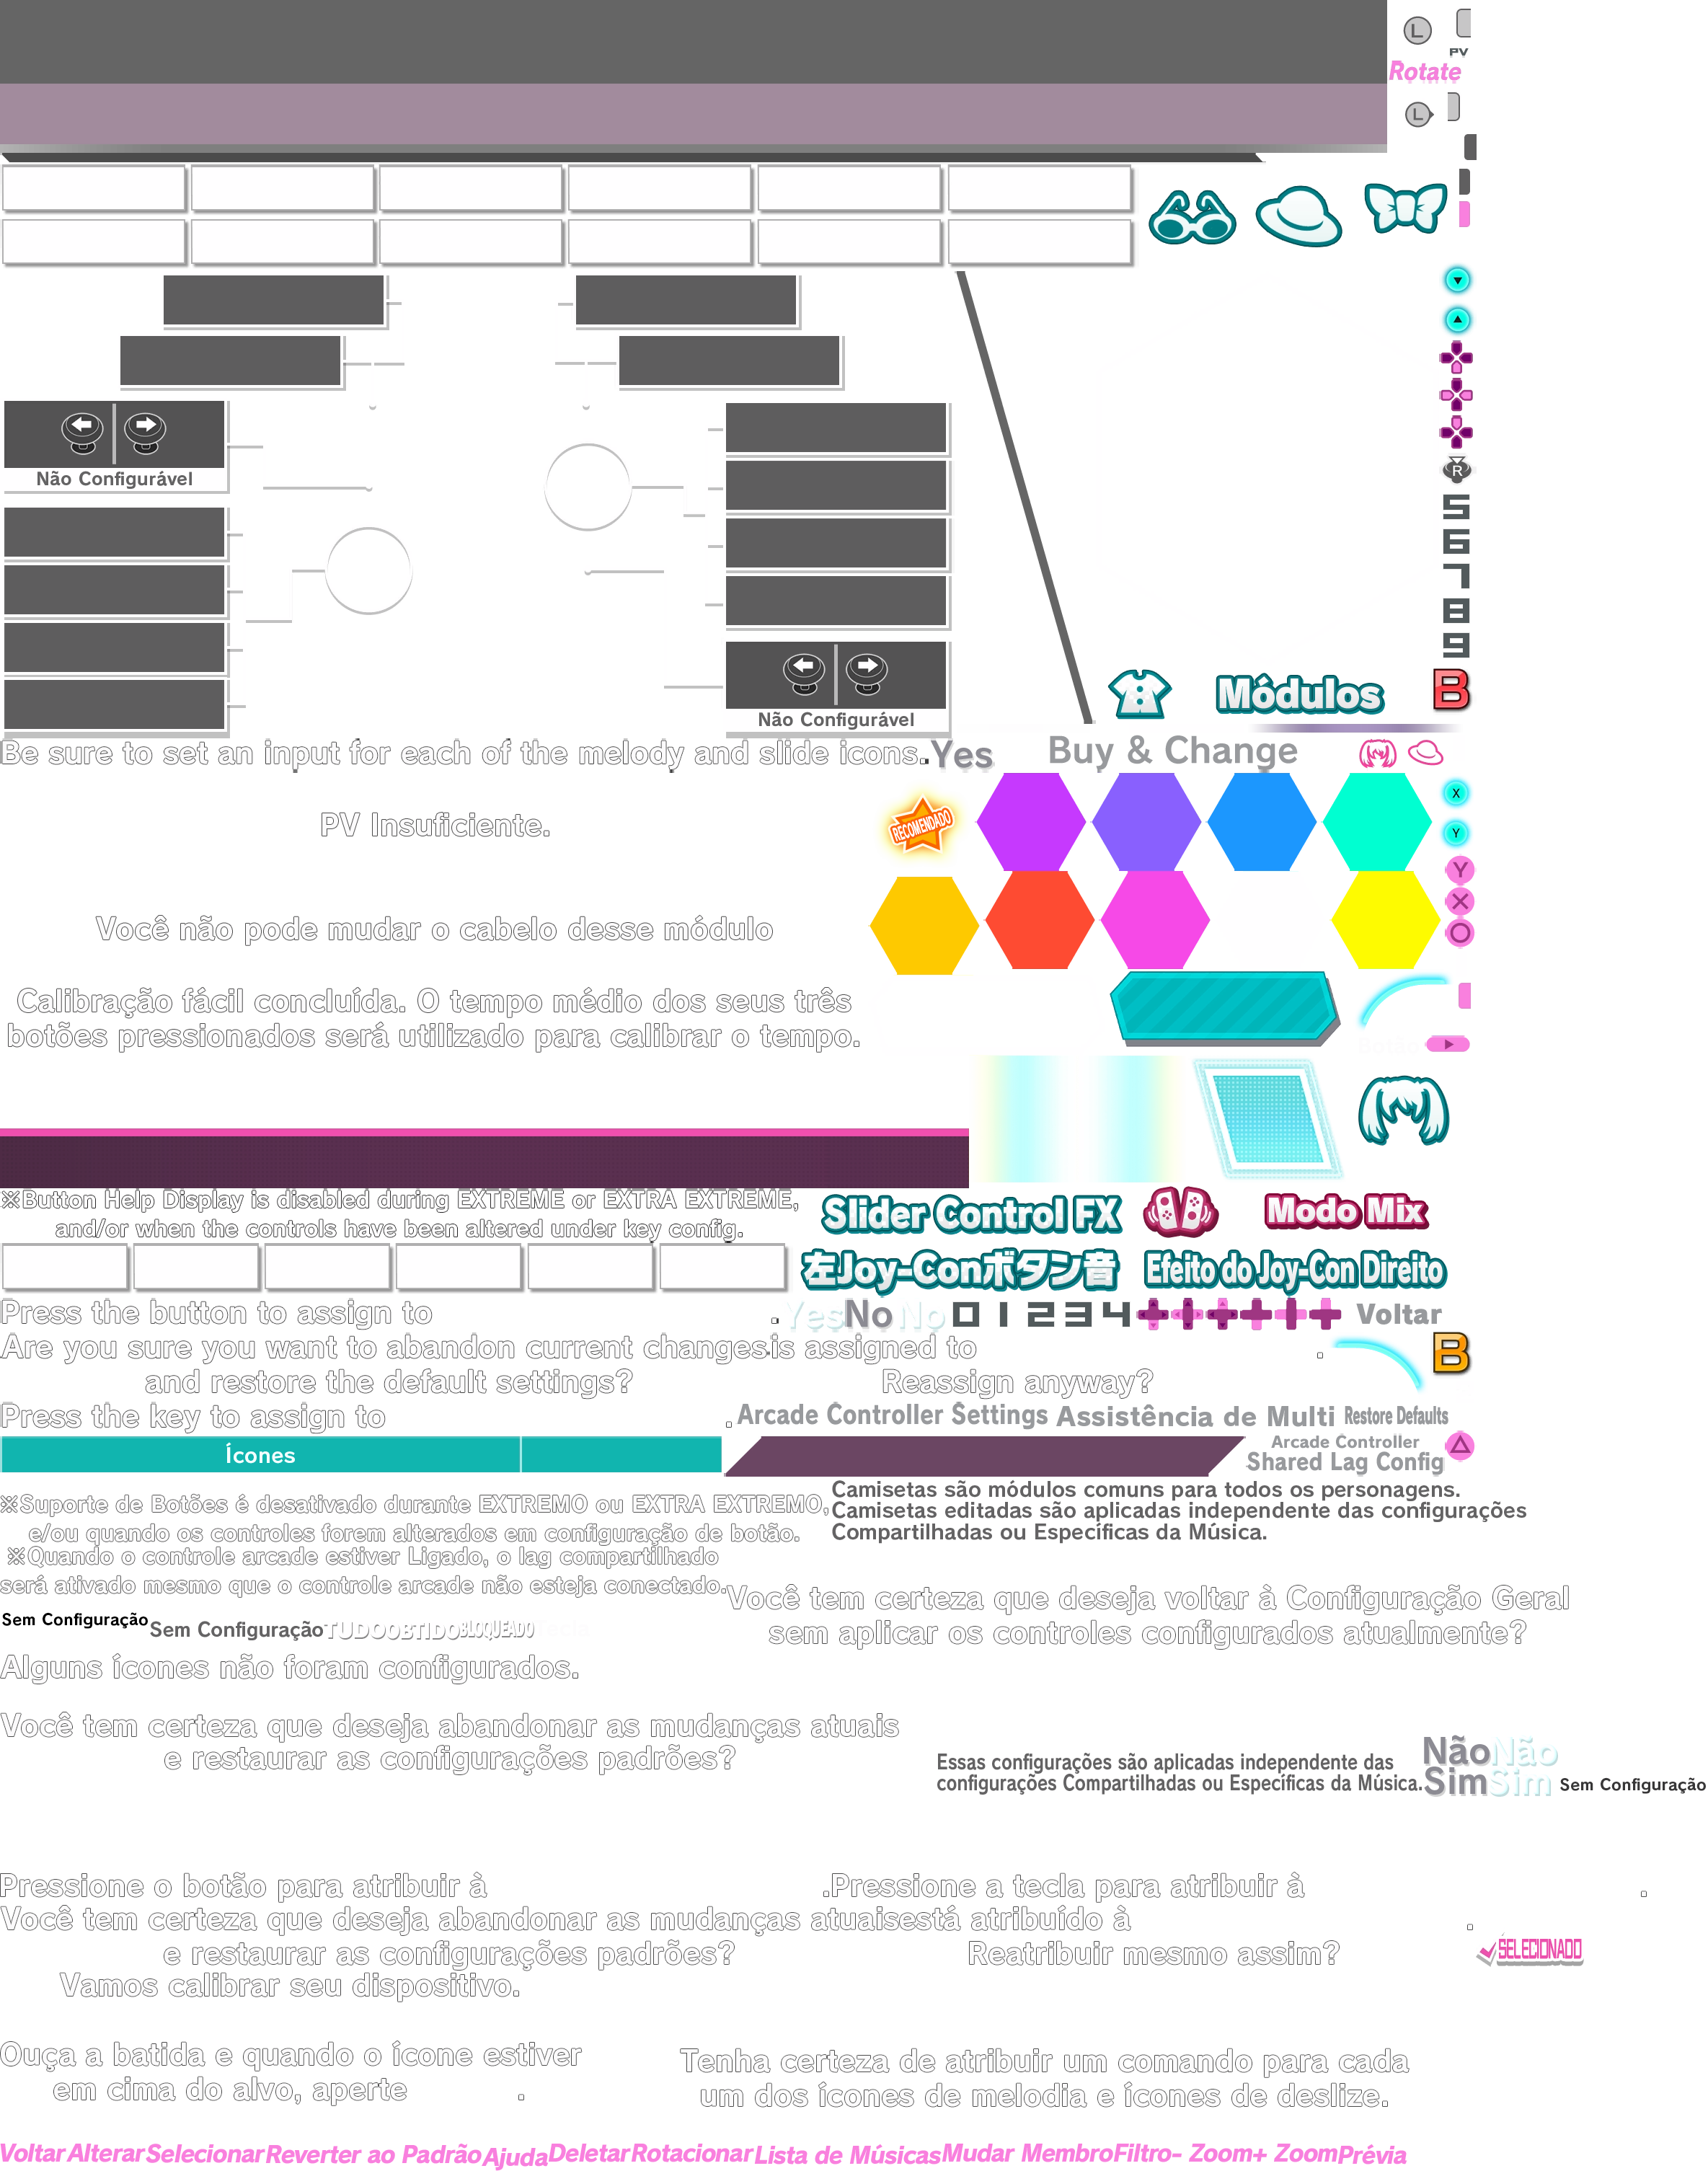 L
PV
Rotate
L
R
Não Configurável
5
6
7
8
9
Não Configurável
Módulos
B
Be sure to set an input for each of the melody and slide icons.
Yes
Buy & Change
RECOMENDADO
X
Y
Y
PV Insuficiente.
Você não pode mudar o cabelo desse módulo
Calibração fácil concluída. O tempo médio dos seus três
botões pressionados será utilizado para calibrar o tempo.
※Button Help Display is disabled during EXTREME or EXTRA EXTREME,
and/or when the controls have been altered under key config.
Slider Control FX
Modo Mix
左Joy-Conボタン音
Efeito do Joy-Con Direito
Press the button to assign to .
Yes
No
No
0 1 2 3 4
Voltar
Are you sure you want to abandon current changes
and restore the default settings?
is assigned to .
Reassign anyway?
B
Press the key to assign to .
Arcade Controller Settings
Assistência de Multi
Restore Defaults
Ícones
Arcade Controller
Shared Lag Config
※Suporte de Botões é desativado durante EXTREMO ou EXTRA EXTREMO,
e/ou quando os controles forem alterados em configuração de botão.
Camisetas são módulos comuns para todos os personagens.
Camisetas editadas são aplicadas independente das configurações
Compartilhadas ou Específicas da Música.
※Quando o controle arcade estiver Ligado, o lag compartilhado
será ativado mesmo que o controle arcade não esteja conectado.
Você tem certeza que deseja voltar à Configuração Geral
sem aplicar os controles configurados atualmente?
Sem Configuração
Sem Configuração
TUDO
OBTIDO
BLOQUEADO
Alguns ícones não foram configurados.
Você tem certeza que deseja abandonar as mudanças atuais
e restaurar as configurações padrões?
Essas configurações são aplicadas independente das
configurações Compartilhadas ou Específicas da Música.
Não
Não
Sim
Sim
Sem Configuração
Pressione o botão para atribuir à .
Pressione a tecla para atribuir à .
Você tem certeza que deseja abandonar as mudanças atuais
e restaurar as configurações padrões?
está atribuído à .
Reatribuir mesmo assim?
SELECIONADO
Vamos calibrar seu dispositivo.
Ouça a batida e quando o ícone estiver
em cima do alvo, aperte .
Tenha certeza de atribuir um comando para cada
um dos ícones de melodia e ícones de deslize.
Voltar
Alterar
Selecionar
Reverter ao Padrão
Ajuda
Deletar
Rotacionar
Lista de Músicas
Mudar Membro
Filtro
- Zoom
+ Zoom
Prévia